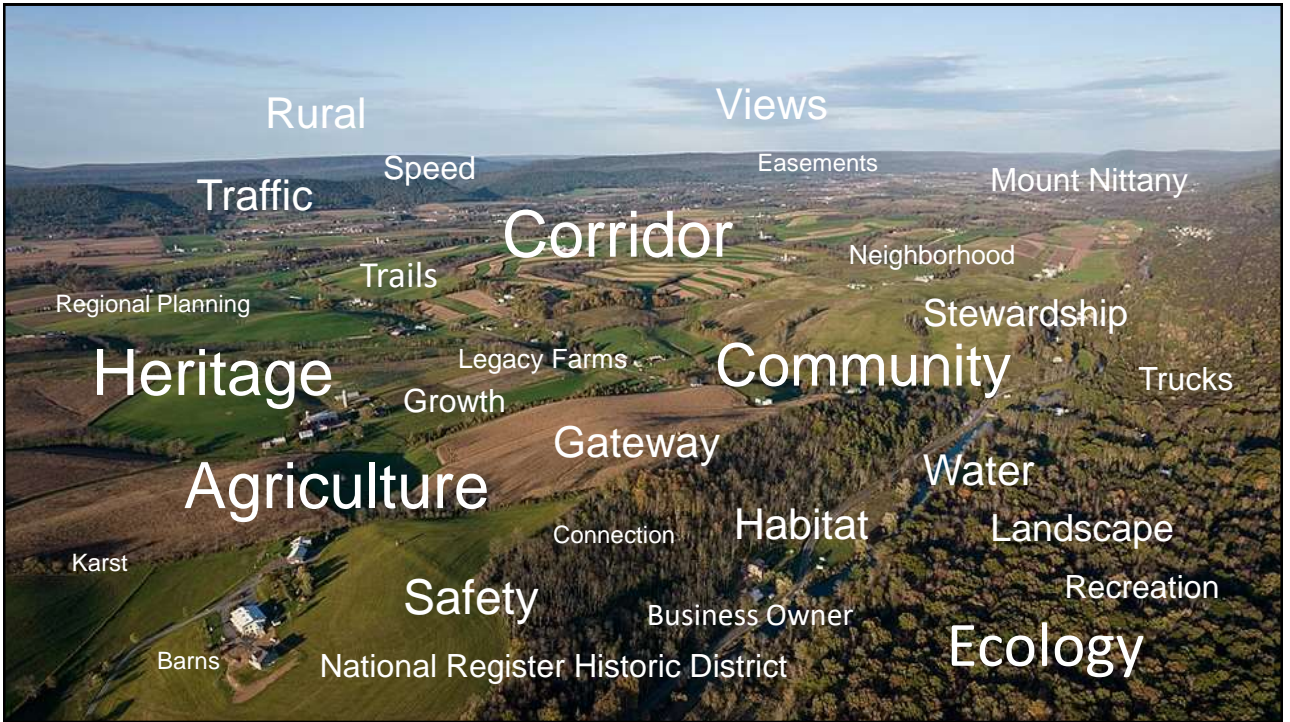 Rural
Views
Speed
Easements
Traffic
Mount Nittany
Corridor
Neighborhood
Trails
Regional Planning
Stewardship
Heritage
Legacy Farms
Community
Trucks
Growth
Gateway
Agriculture
Water
Connection
Habitat
Landscape
Karst
Safety
Recreation
Business Owner
Ecology
Barns
National Register Historic District